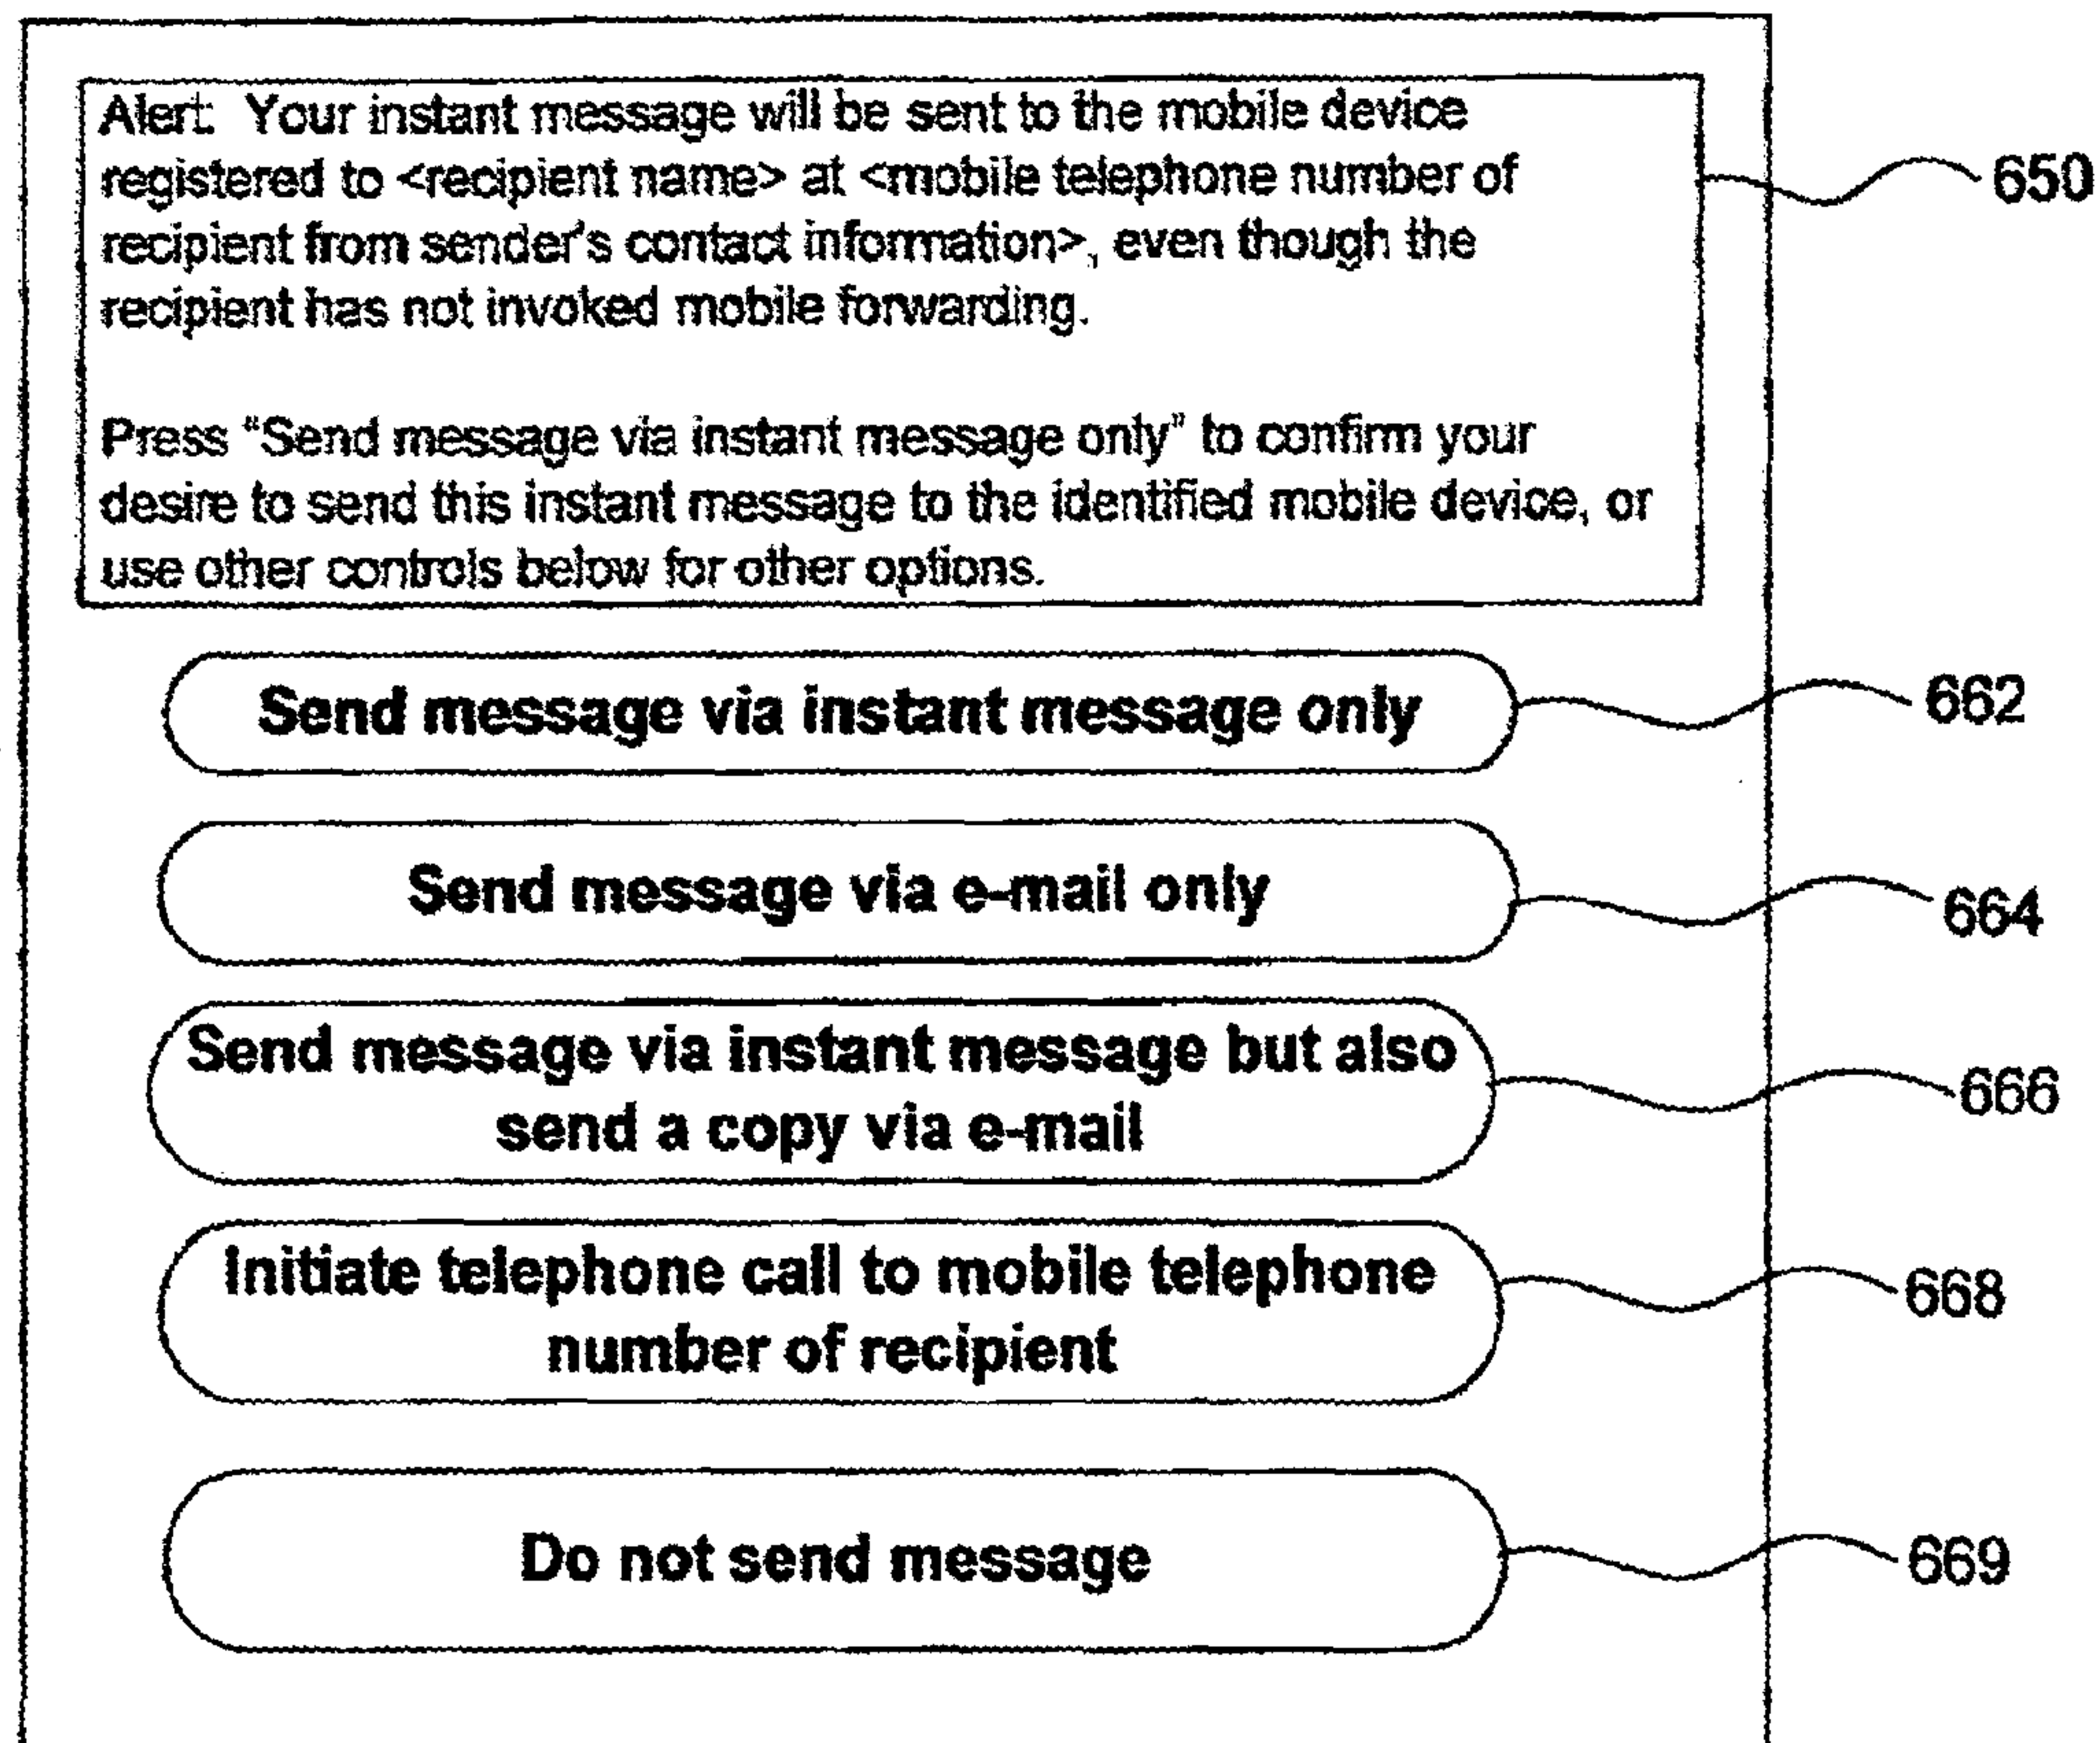 Alert: Your instant message will be sent to the mobile device
registered to <recipient name> at <mobile telephone number of
recipient from sender's contact information>, even though the
recipient has not invoked mobile forwarding.
650
Press "Send message via instant message only" to confirm your
desire to send this instant message to the identified mobile device, or
use other controls below for other options.
Send message via instant message only
662
Send message via e-mail only
664
Send message via instant message but also
send a copy via e-mail
666
Initiate telephone call to mobile telephone
number of recipient
668
Do not send message
669